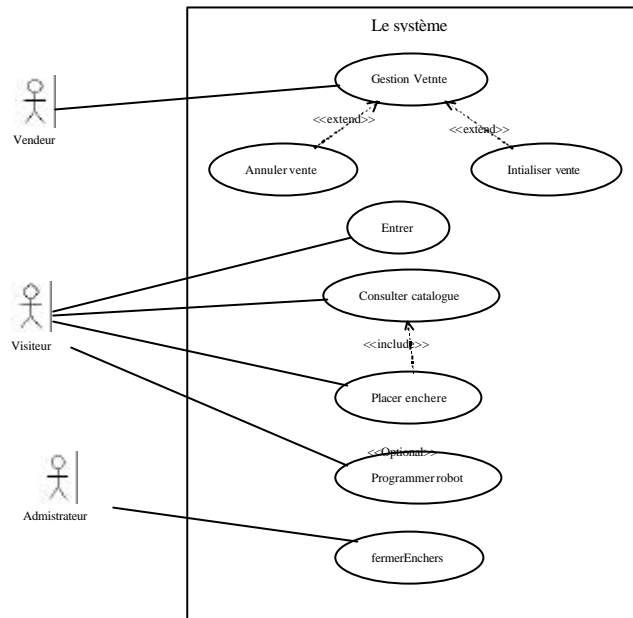 Le système
Gestion Vetnte
Vendeur
<<extend>>
<<extend>>
Annuler vente
Intialiser vente
Entrer
Consulter catalogue
Visiteur
<<include>>
Placer enchere
<<Optional>>
Programmer robot
Admistrateur
fermerEnchers